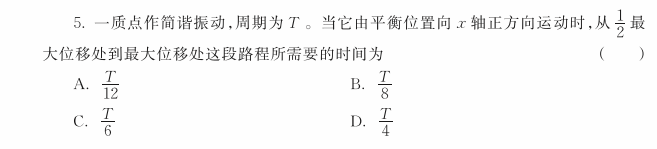 5. 一质点作简谐振动,周期为 T 。当它由平衡位置向 x 轴正方向运动时,从 1/2 最
大位移处到最大位移处这段路程所需要的时间为 ( )
A. T/12 B. T/8
C. T/6 D. T/4